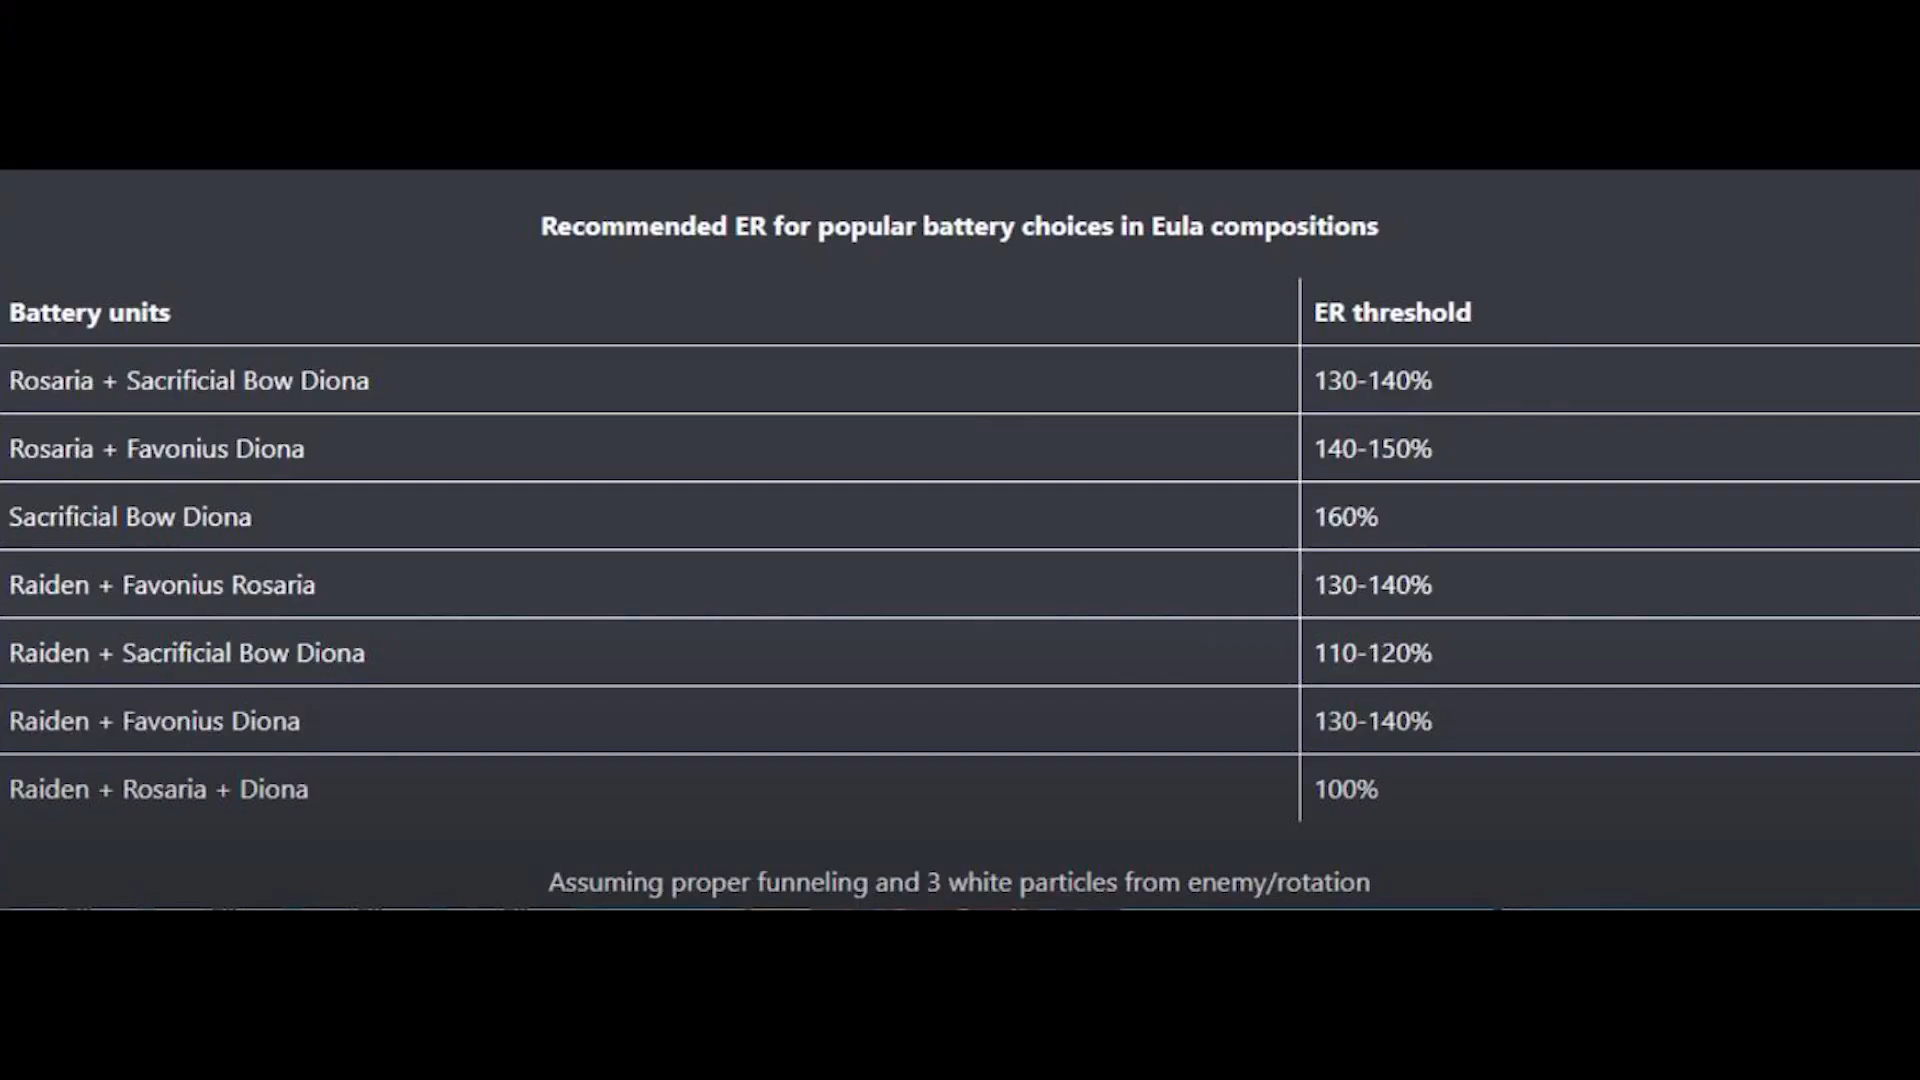 Recommended ER for popular battery choices in Eula compositions
Battery units ER threshold
Rosaria + Sacrificial Bow Diona 130-140%
Rosaria + Favonius Diona 140-150%
Sacrificial Bow Diona 160%
Raiden + Favonius Rosaria 130-140%
Raiden + Sacrificial Bow Diona 110-120%
Raiden + Favonius Diona 130-140%
Raiden + Rosaria + Diona 100%
Assuming proper funneling and 3 white particles from enemy/rotation